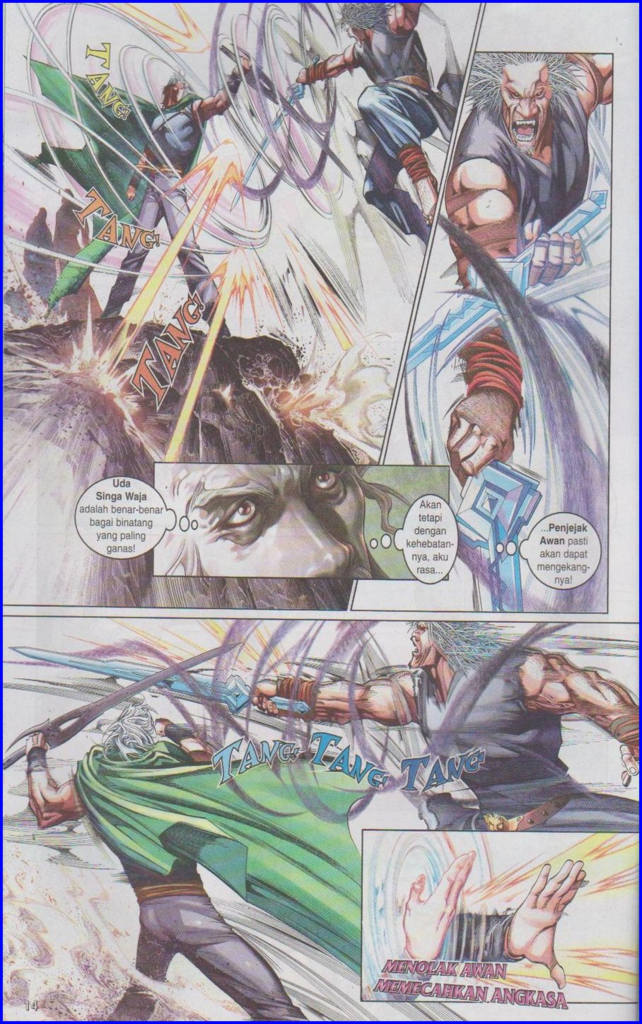 TANG
TANG!
TANG!
TANG!
Uda
Singa Waja
adalah benar-benar
bagai binatang
yang paling
ganas!
Akan
tetapi
dengan
kehebatan-
nya, aku
rasa...
...Penjejak
Awan pasti
akan dapat
mengekang-
nya!
TANG! TANG! TANG!
MENOLAK AWAN
MEMECAHKAN ANGKASA
14